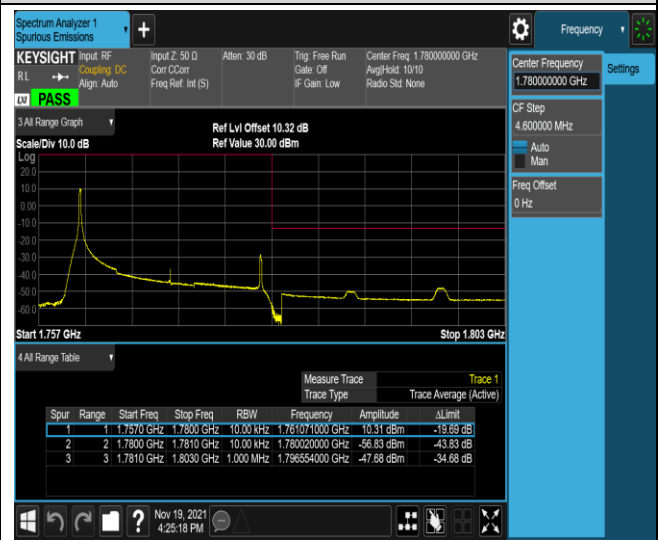 Spectrum Analyzer 1
Spurious Emissions
+
Frequency
KEYSIGHT Input: RF Input Z: 50 Ω Atten: 30 dB Trig: Free Run Center Freq: 1.780000000 GHz
RL Coupling: DC Corr CCorr Gate: Off Avg|Hold: 10/10
Align: Auto Freq Ref: Int (S) IF Gain: Low Radio Std: None
LXI PASS
Center Frequency
1.780000000 GHz
Settings
CF Step
4.600000 MHz
Auto
Man
Freq Offset
0 Hz
3 All Range Graph
Ref Lvl Offset 10.32 dB
Scale/Div 10.0 dB Ref Value 30.00 dBm
Log
20.0
10.0
0.00
-10.0
-20.0
-30.0
-40.0
-50.0
-60.0
Start 1.757 GHz Stop 1.803 GHz
4 All Range Table
Measure Trace Trace 1
Trace Type Trace Average (Active)
Spur Range Start Freq Stop Freq RBW Frequency Amplitude ΔLimit
1 1 1.7570 GHz 1.7800 GHz 10.00 kHz 1.761071000 GHz 10.31 dBm -19.69 dB
2 2 1.7800 GHz 1.7810 GHz 10.00 kHz 1.780020000 GHz -56.83 dBm -43.83 dB
3 3 1.7810 GHz 1.8030 GHz 1.000 MHz 1.796554000 GHz -47.68 dBm -34.68 dB
? Nov 19, 2021
4:25:18 PM